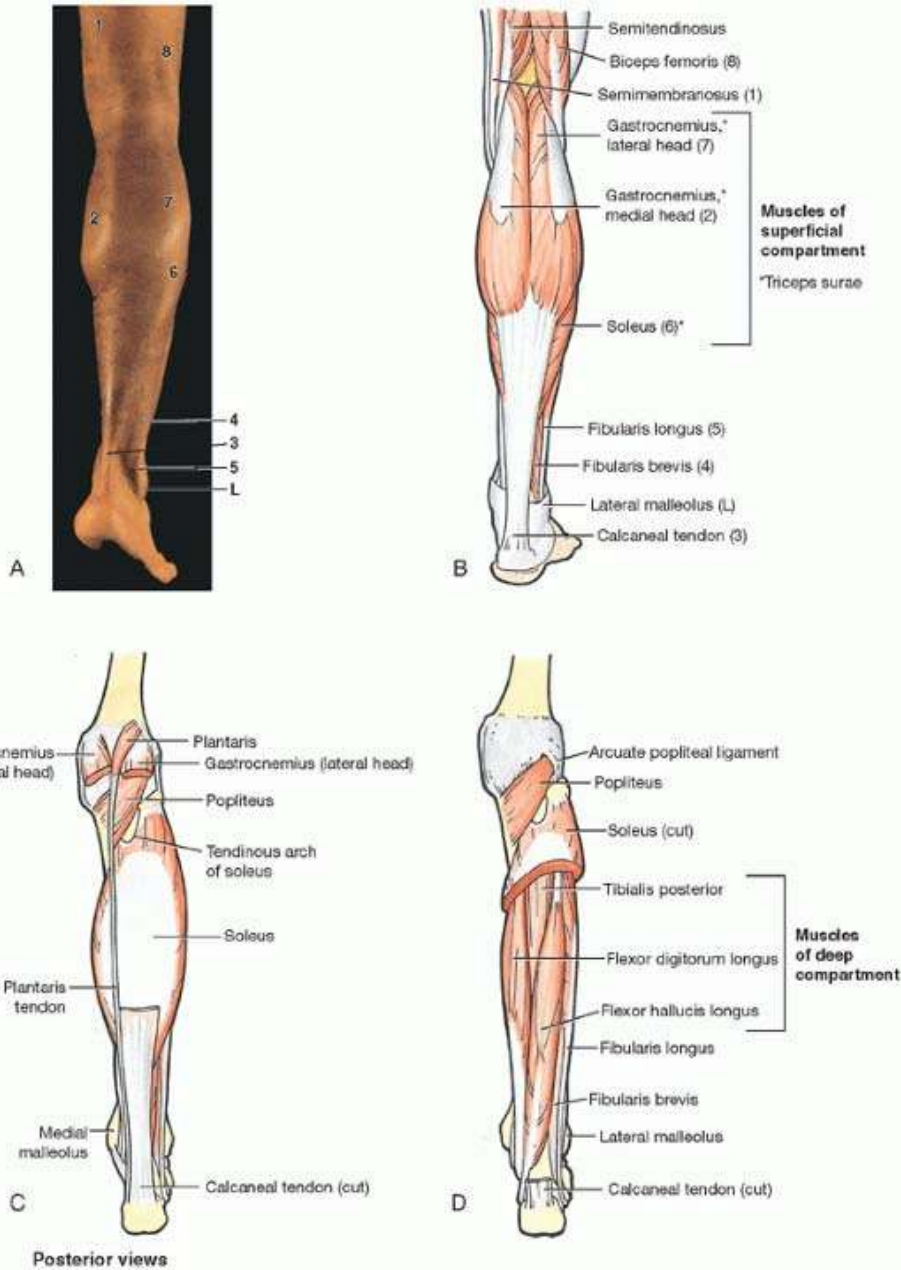 1
8
2
7
6
4
3
5
L
A
Semitendinosus
Biceps femoris (8)
Semimembranosus (1)
Gastrocnemius,*
lateral head (7)
Gastrocnemius,*
medial head (2)
Muscles of
superficial
compartment
*Triceps surae
Soleus (6)*
Fibularis longus (5)
Fibularis brevis (4)
Lateral malleolus (L)
Calcaneal tendon (3)
B
cnemius
al head)
Plantaris
Gastrocnemius (lateral head)
Popliteus
Tendinous arch
of soleus
Soleus
Plantaris
tendon
Medial
malleolus
Calcaneal tendon (cut)
C
Posterior views
Arcuate popliteal ligament
Popliteus
Soleus (cut)
Tibialis posterior
Flexor digitorum longus
Muscles
of deep
compartment
Flexor hallucis longus
Fibularis longus
Fibularis brevis
Lateral malleolus
Calcaneal tendon (cut)
D